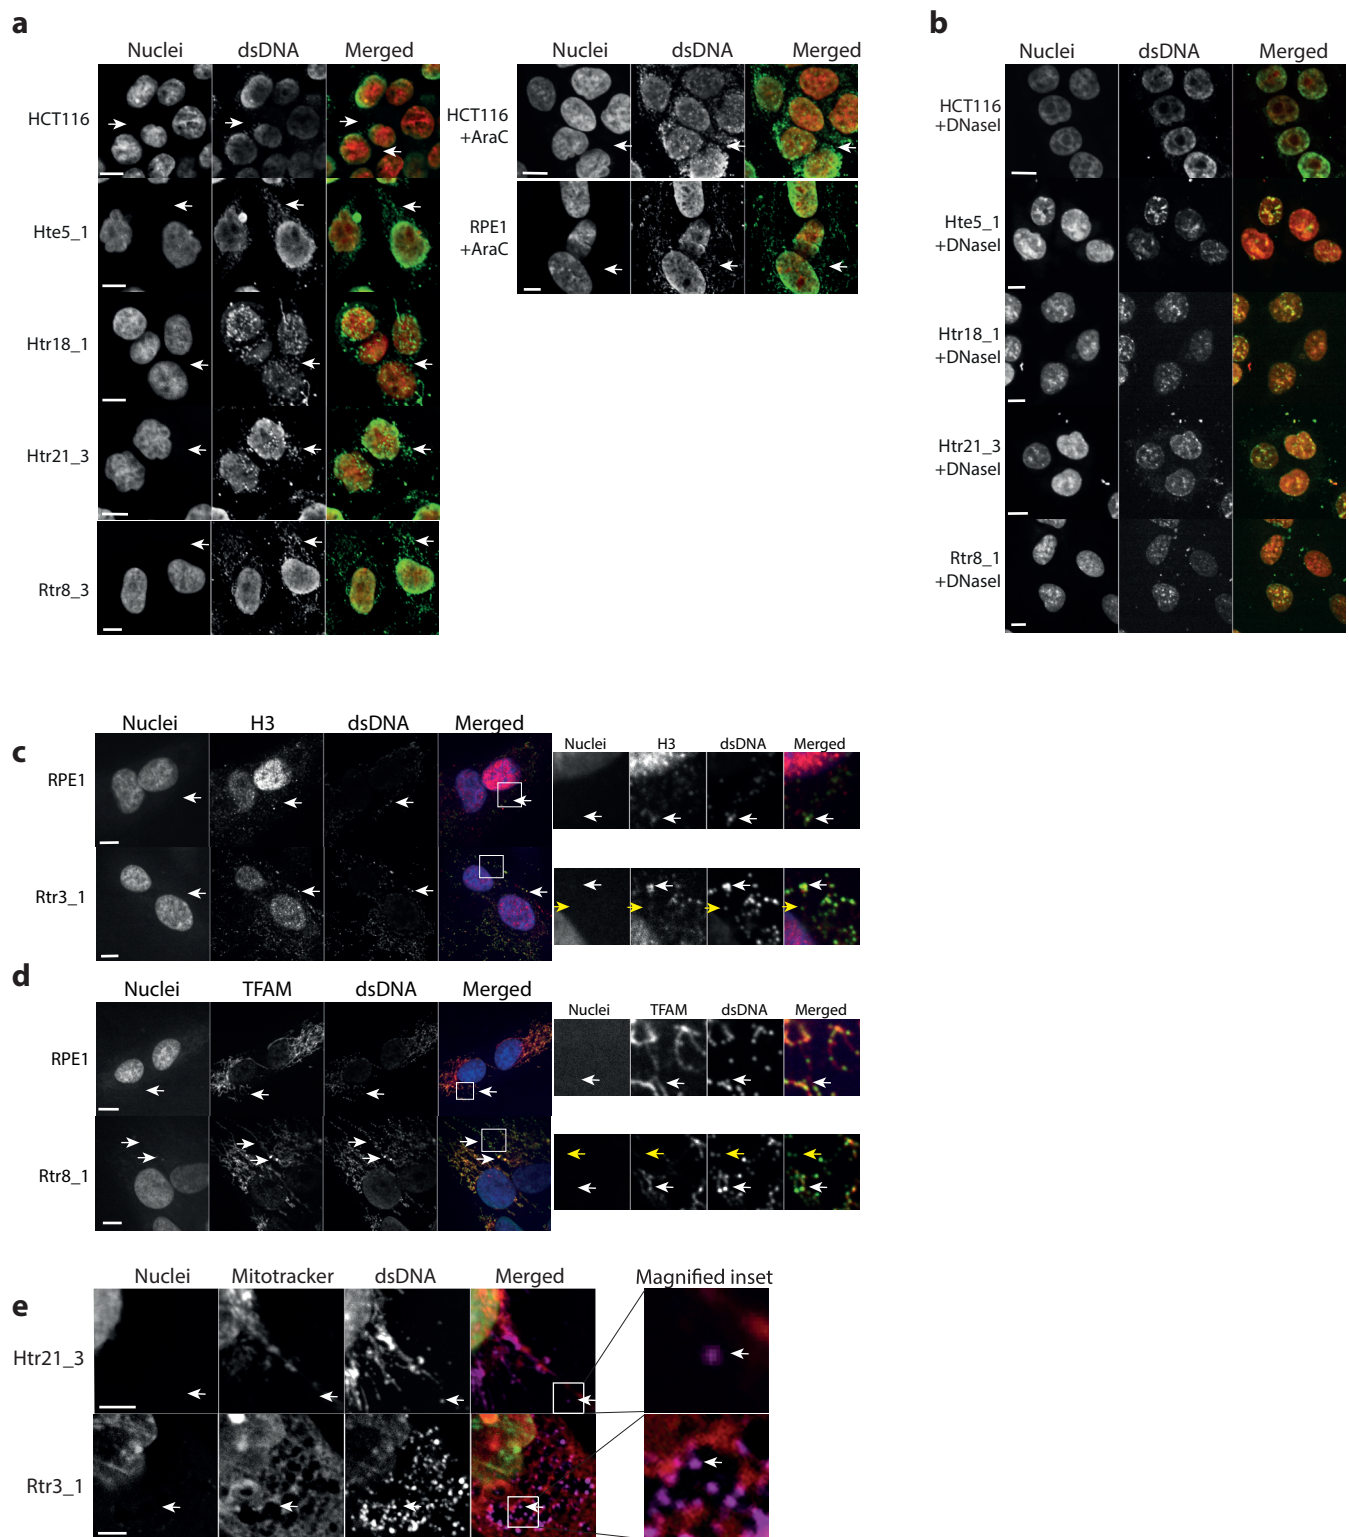 a
Nuclei dsDNA Merged
HCT116
Hte5_1
Htr18_1
Htr21_3
Rtr8_3
Nuclei dsDNA Merged
HCT116
+AraC
RPE1
+AraC
b
Nuclei dsDNA Merged
HCT116
+DNaseI
Hte5_1
+DNaseI
Htr18_1
+DNaseI
Htr21_3
+DNaseI
Rtr8_1
+DNaseI
c
Nuclei H3 dsDNA Merged
Nuclei H3 dsDNA Merged
RPE1
Rtr3_1
d
Nuclei TFAM dsDNA Merged
Nuclei TFAM dsDNA Merged
RPE1
Rtr8_1
e
Nuclei Mitotracker dsDNA Merged Magnified inset
Htr21_3
Rtr3_1